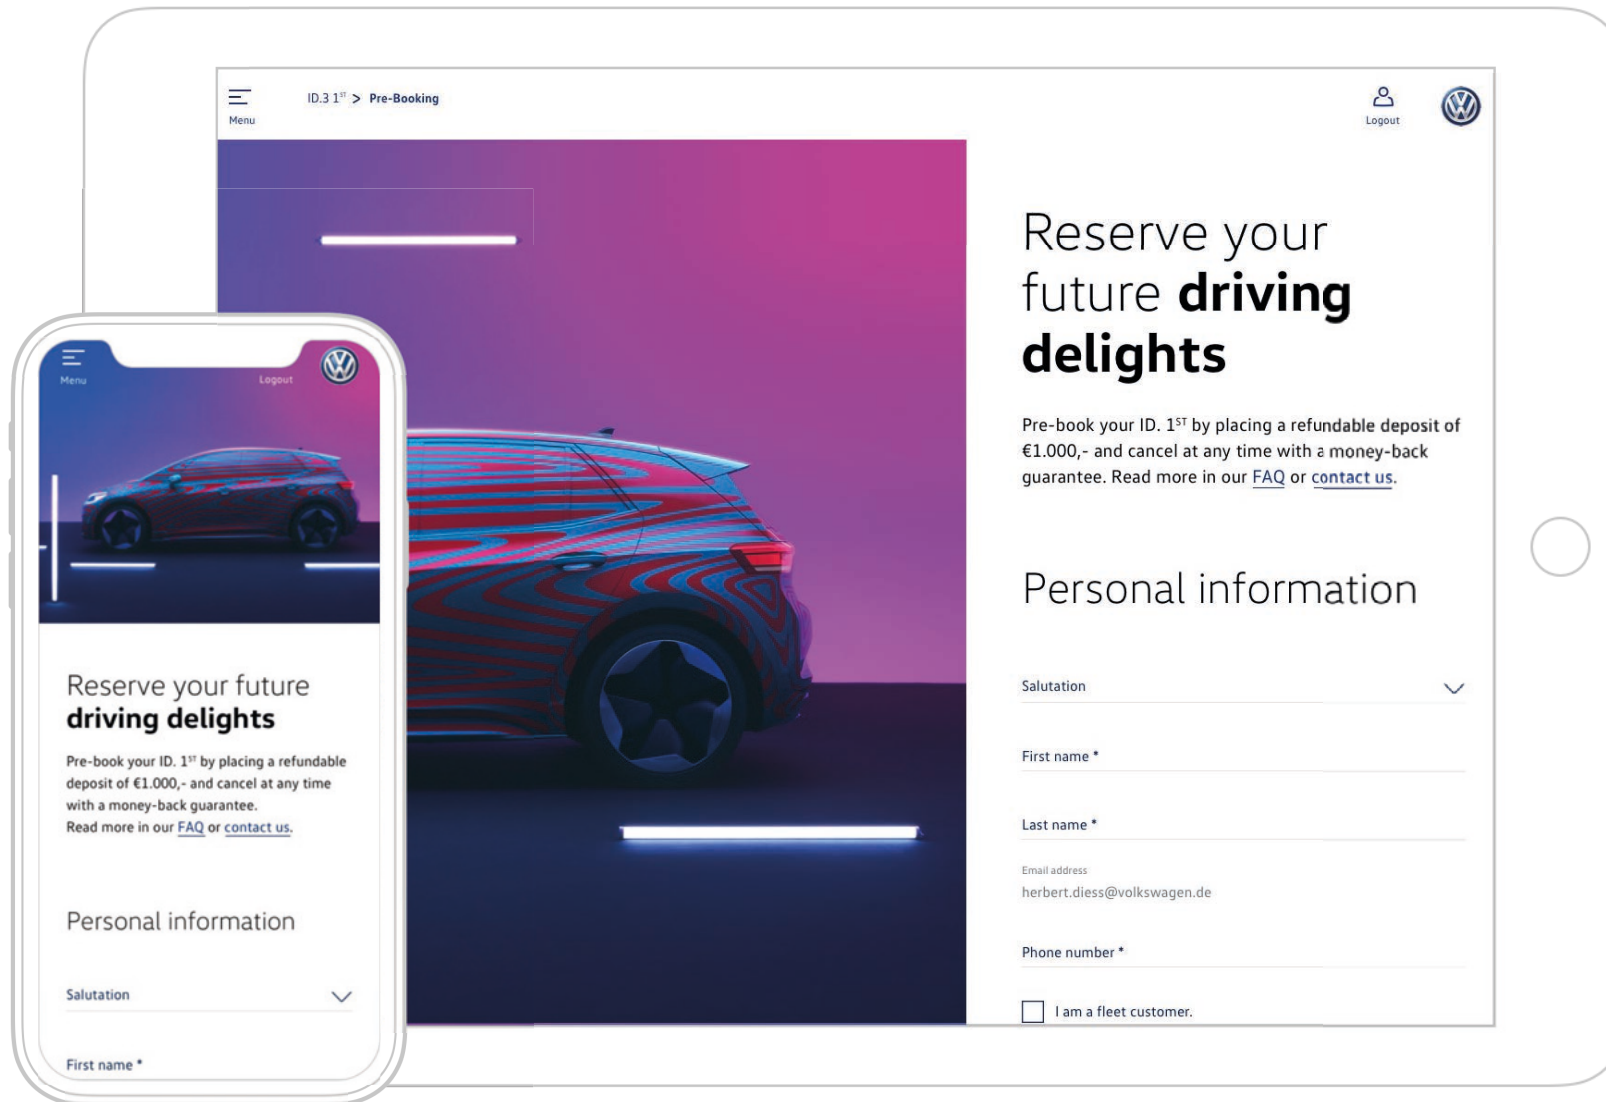 Menu
ID.3 1ST > Pre-Booking
Logout
Reserve your
future driving
delights
Pre-book your ID. 1ST by placing a refundable deposit of
€1.000,- and cancel at any time with a money-back
guarantee. Read more in our FAQ or contact us.
Personal information
Salutation
First name *
Last name *
Email address
herbert.diess@volkswagen.de
Phone number *
I am a fleet customer.
Menu
Logout
Reserve your future
driving delights
Pre-book your ID. 1ST by placing a refundable
deposit of €1.000,- and cancel at any time
with a money-back guarantee.
Read more in our FAQ or contact us.
Personal information
Salutation
First name *